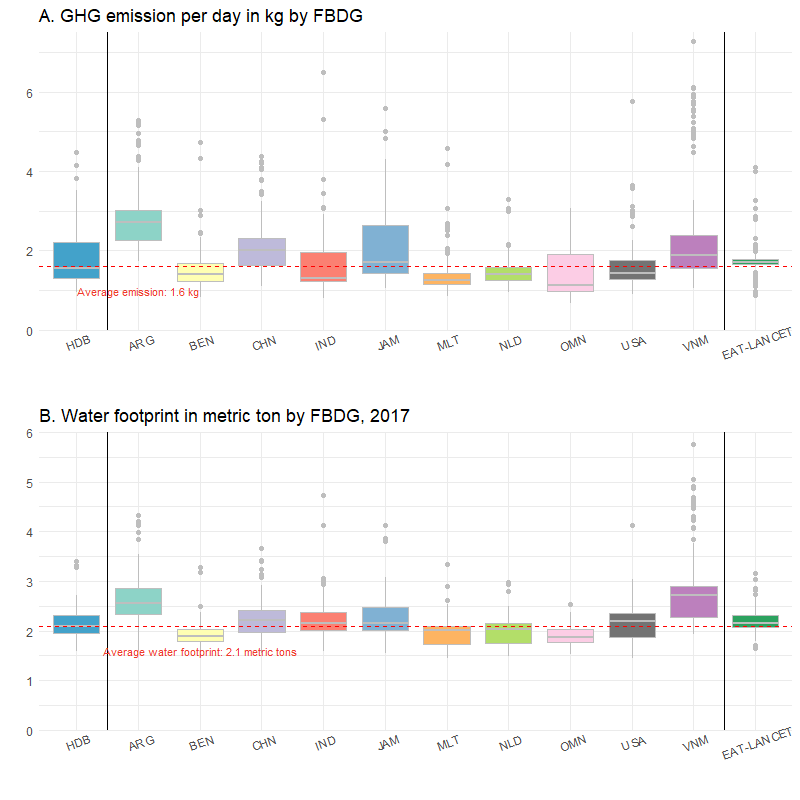 A. GHG emission per day in kg by FBDG
6
4
2
0
Average emission: 1.6 kg
HDB ARG BEN CHN IND JAM MLT NLD OMN USA VNM EAT-LANCET
B. Water footprint in metric ton by FBDG, 2017
6
5
4
3
2
1
0
Average water footprint: 2.1 metric tons
HDB ARG BEN CHN IND JAM MLT NLD OMN USA VNM EAT-LANCET